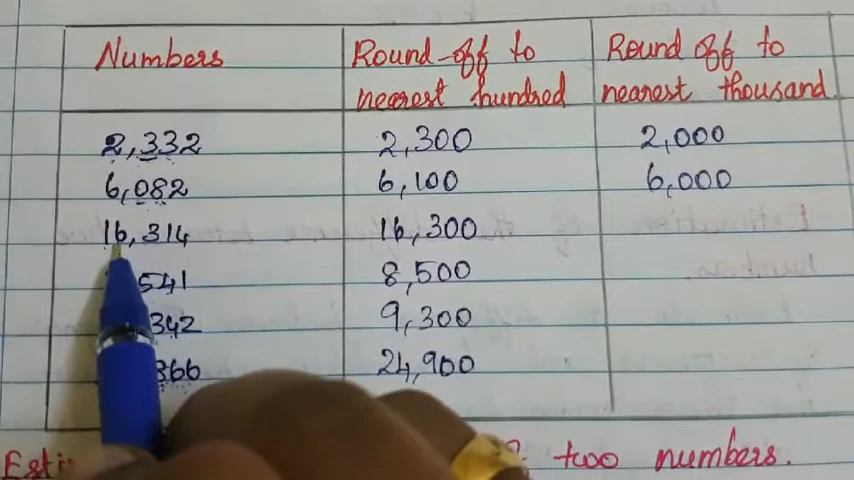 Numbers Round-off to Round off to
nearest hundred nearest thousand
2,332 2,300 2,000
6,082 6,100 6,000
16,314 16,300
541 8,500
342 9,300
366 24,900
Esti two numbers.